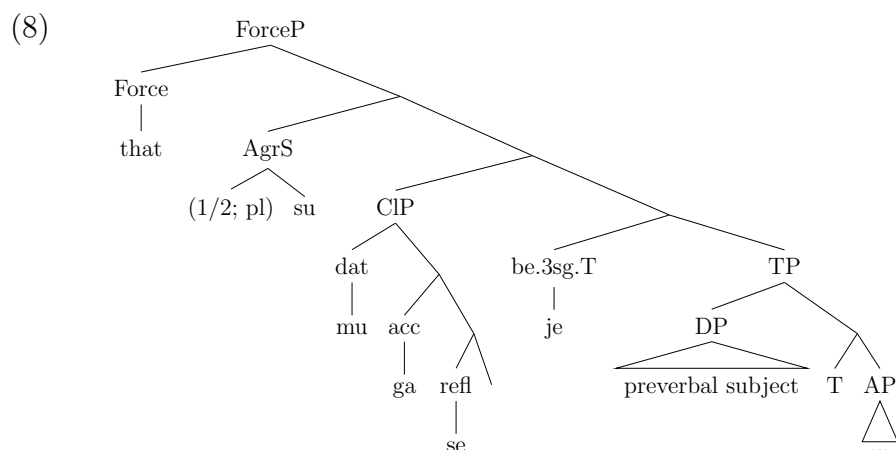 (8)
ForceP
Force
that
AgrS
(1/2; pl) su
ClP
dat
be.3sg.T
TP
mu
acc
je
DP
ga
refl
preverbal subject
T
AP
se